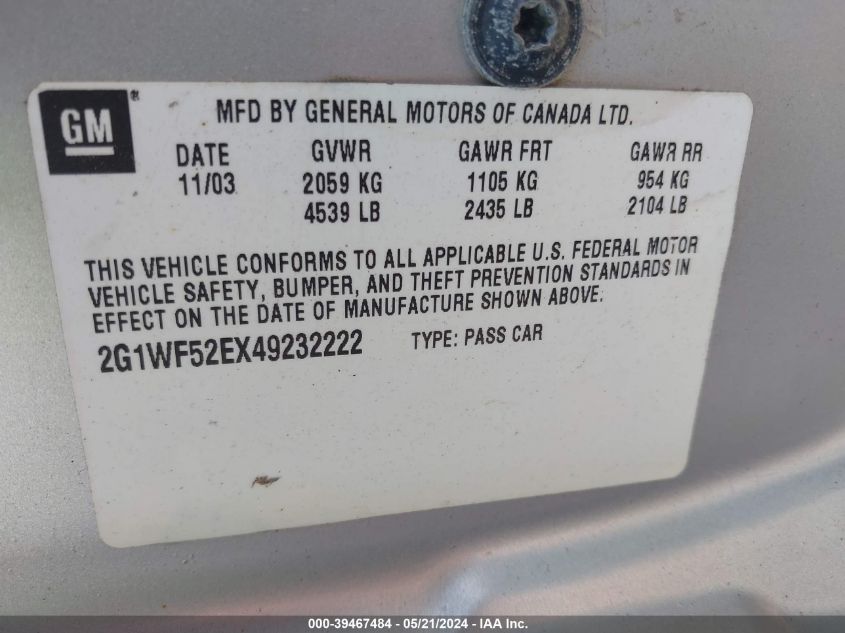 GM®
MFD BY GENERAL MOTORS OF CANADA LTD.
DATE GVWR GAWR FRT GAWR RR
11/03 2059 KG 1105 KG 954 KG
4539 LB 2435 LB 2104 LB
THIS VEHICLE CONFORMS TO ALL APPLICABLE U.S. FEDERAL MOTOR
VEHICLE SAFETY, BUMPER, AND THEFT PREVENTION STANDARDS IN
EFFECT ON THE DATE OF MANUFACTURE SHOWN ABOVE:
2G1WF52EX49232222 TYPE: PASS CAR
000-39467484 / 05/21/2024 - IAA Inc.